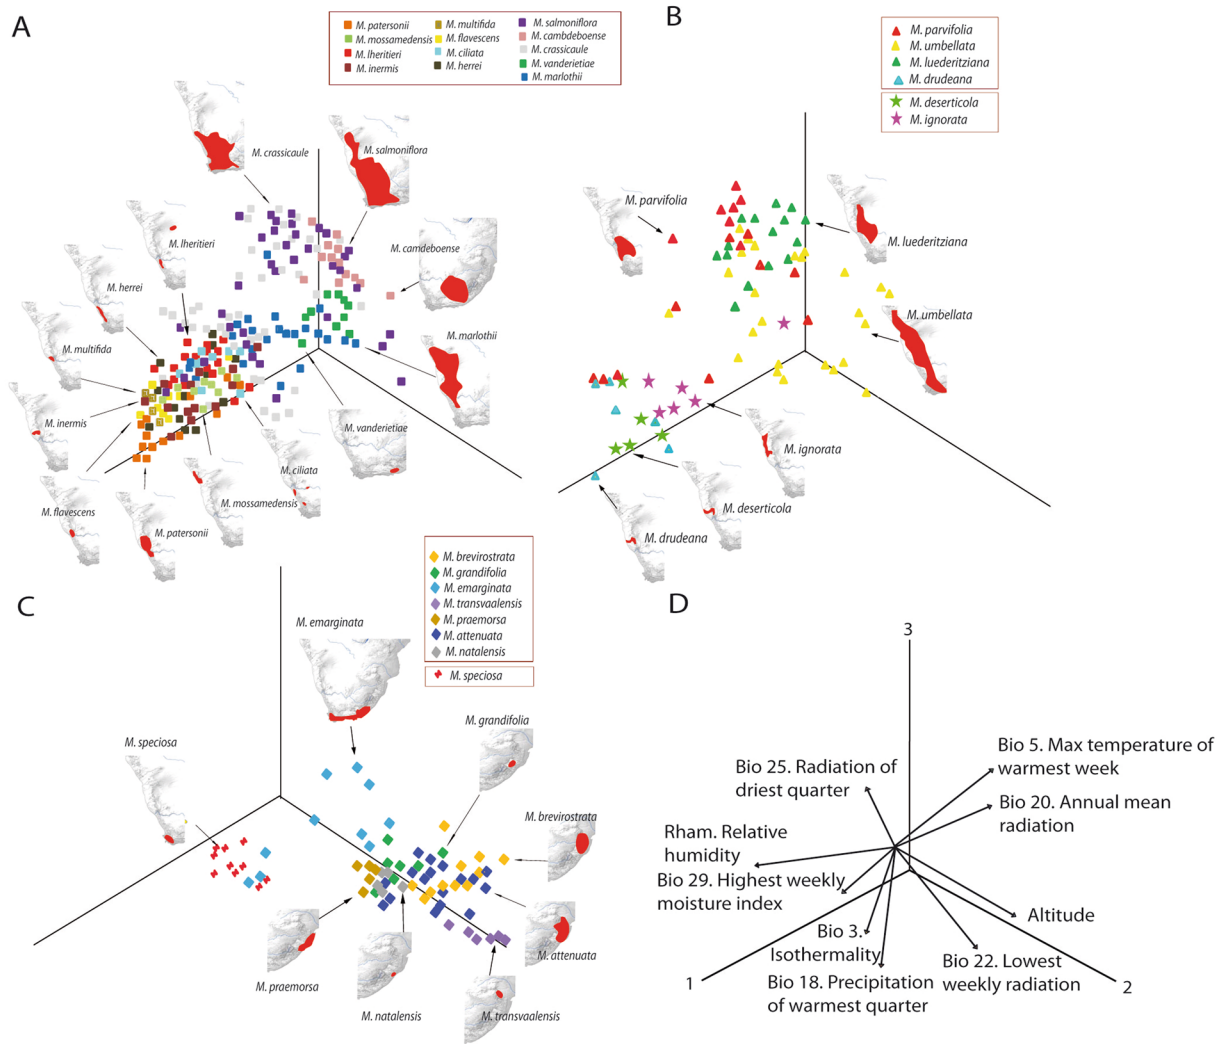 A
M. patersonii
M. mossamedensis
M. lheritieri
M. inermis
M. multifida
M. flavescens
M. ciliata
M. herrei
M. salmoniflora
M. cambdeboense
M. crassicaule
M. vanderietiae
M. marlothii
M. crassicaule
M. salmoniflora
M. lheritieri
M. camdeboense
M. herrei
M. multifida
M. marlothii
M. inermis
M. vanderietiae
M. ciliata
M. flavescens
M. mossamedensis
M. patersonii
B
M. parvifolia
M. umbellata
M. luederitziana
M. drudeana
M. deserticola
M. ignorata
M. parvifolia
M. luederitziana
M. umbellata
M. ignorata
M. deserticola
M. drudeana
C
M. brevirostrata
M. grandifolia
M. emarginata
M. transvaalensis
M. praemorsa
M. attenuata
M. natalensis
M. speciosa
M. emarginata
M. grandifolia
M. speciosa
M. brevirostrata
M. attenuata
M. praemorsa
M. natalensis
M. transvaalensis
D
3
Bio 5. Max temperature of
warmest week
Bio 25. Radiation of
driest quarter
Bio 20. Annual mean
radiation
Rham. Relative
humidity
Bio 29. Highest weekly
moisture index
Altitude
Bio 3.
Isothermality
Bio 22. Lowest
weekly radiation
Bio 18. Precipitation
of warmest quarter
1
2